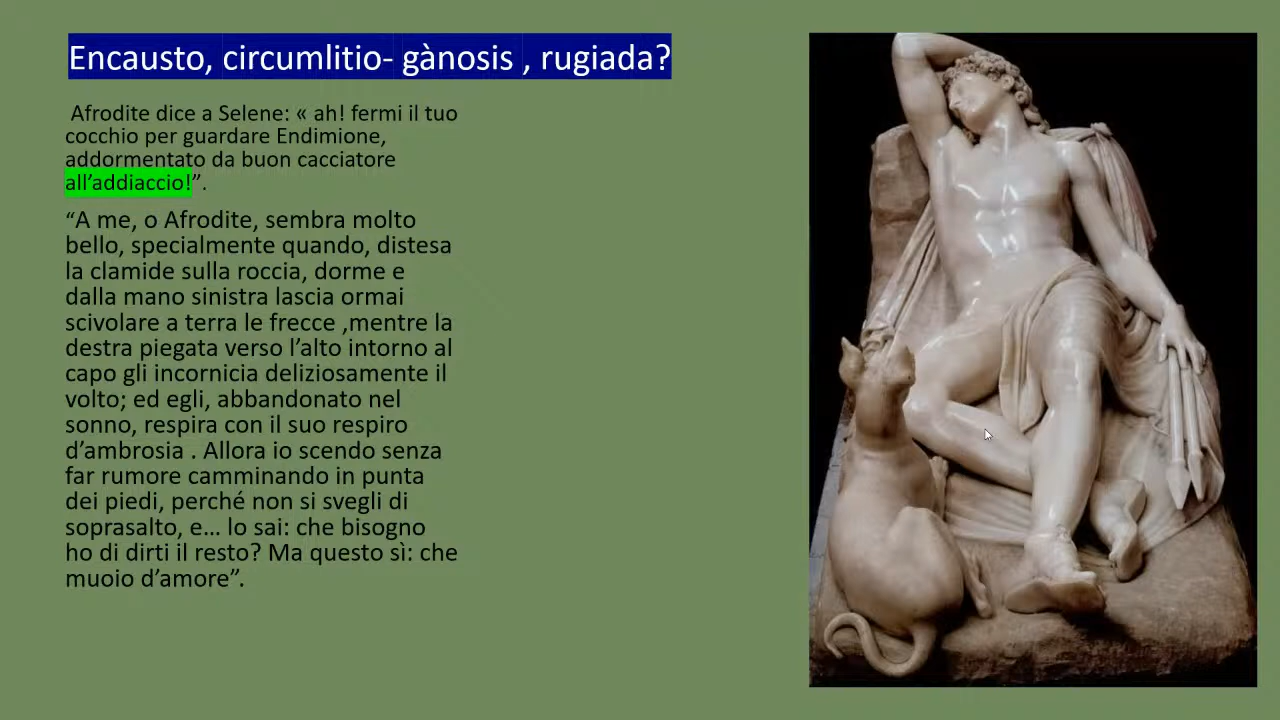 Encausto, circumlitio- gànosis , rugiada?
Afrodite dice a Selene: « ah! fermi il tuo
cocchio per guardare Endimione,
addormentato da buon cacciatore
all’addiaccio!”.
“A me, o Afrodite, sembra molto
bello, specialmente quando, distesa
la clamide sulla roccia, dorme e
dalla mano sinistra lascia ormai
scivolare a terra le frecce ,mentre la
destra piegata verso l’alto intorno al
capo gli incornicia deliziosamente il
volto; ed egli, abbandonato nel
sonno, respira con il suo respiro
d’ambrosia . Allora io scendo senza
far rumore camminando in punta
dei piedi, perché non si svegli di
soprasalto, e… lo sai: che bisogno
ho di dirti il resto? Ma questo sì: che
muoio d’amore”.